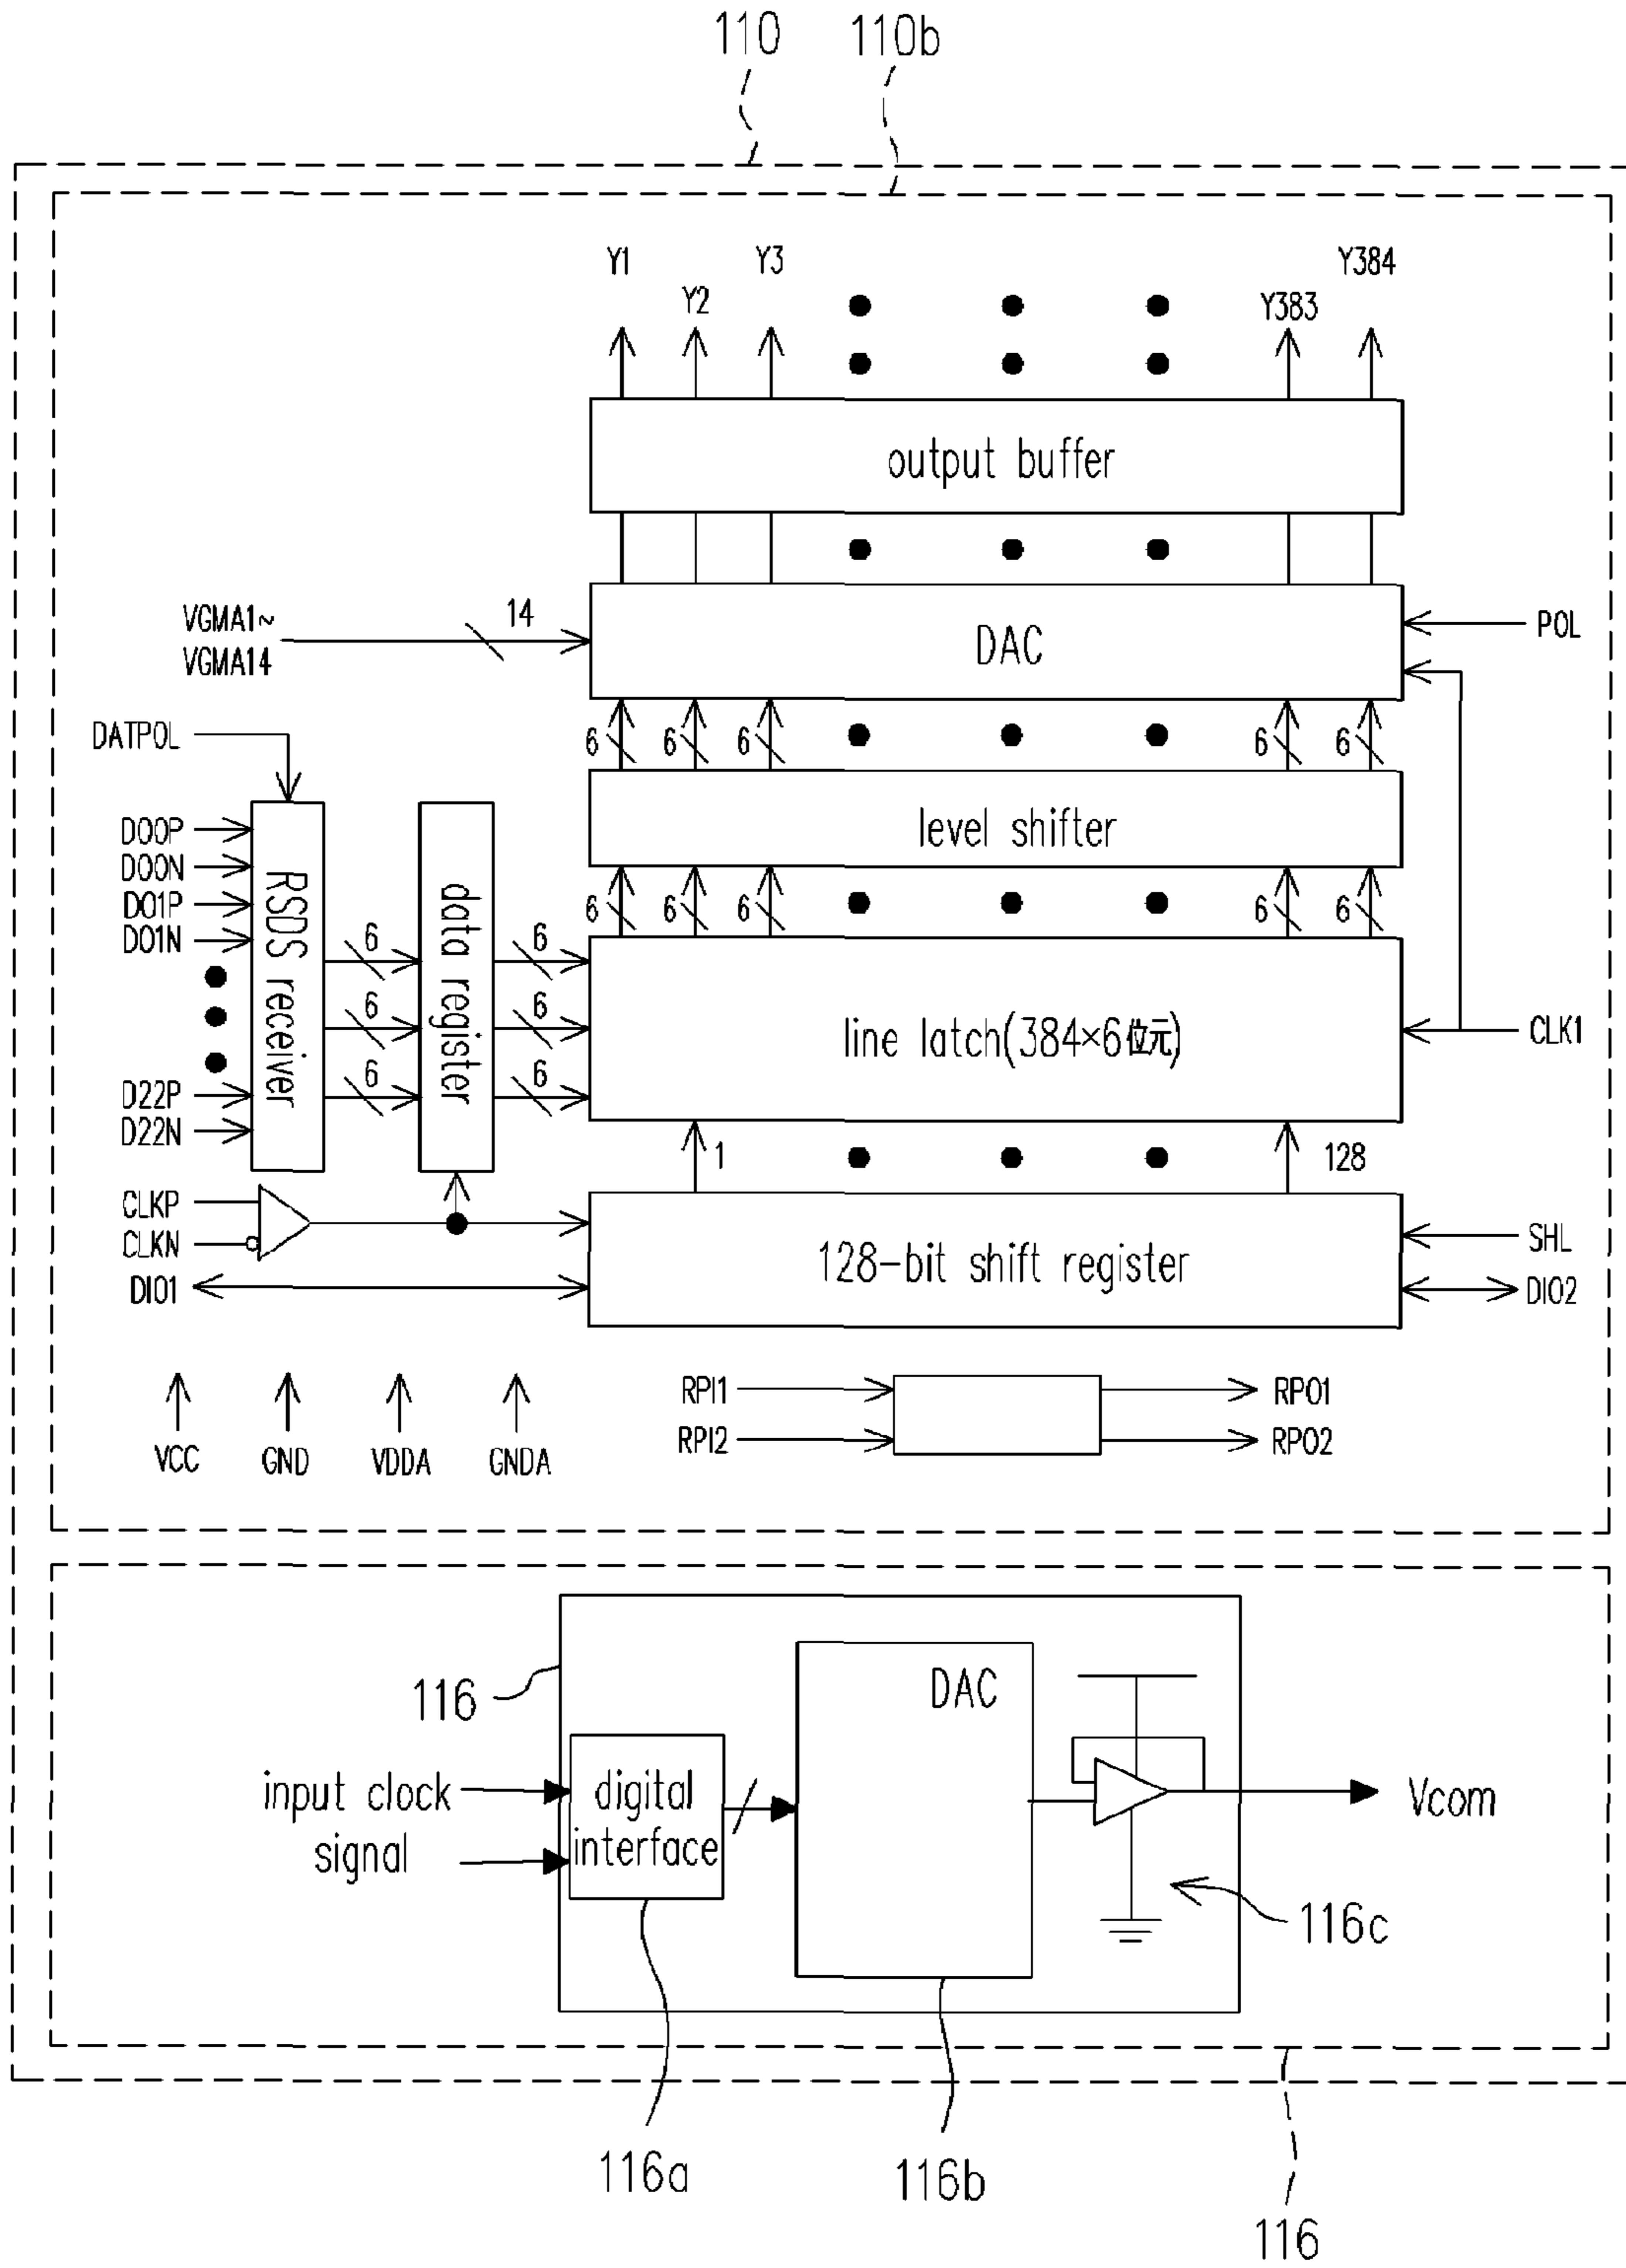 110 110b
Y1 Y2 Y3 Y383 Y384
output buffer
VGMA1~
VGMA14
14
DAC
POL
6 6 6 6 6
DATPOL
level shifter
6 6 6 6 6
D00P
D00N
D01P
D01N
D22P
D22N
RSDS receiver
6
6
6
data register
6
6
6
line latch(384×6位元)
CLK1
1 128
CLKP
CLKN
DIO1
128-bit shift register
SHL
DIO2
VCC GND VDDA GNDA
RPI1
RPI2
RPO1
RPO2
116
input clock
signal
digital
interface
DAC
Vcom
116c
116a 116b
116